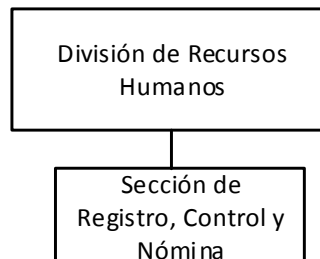 División de Recursos
Humanos
Sección de
Registro, Control y
Nómina